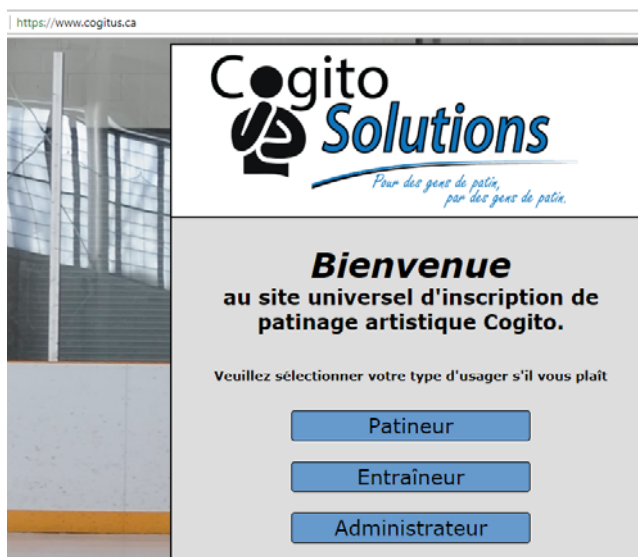 https://www.cogitus.ca
Cogito
Solutions
Pour des gens de patin,
par des gens de patin.
Bienvenue
au site universel d'inscription de
patinage artistique Cogito.
Veuillez sélectionner votre type d'usager s'il vous plaît
Patineur
Entraîneur
Administrateur